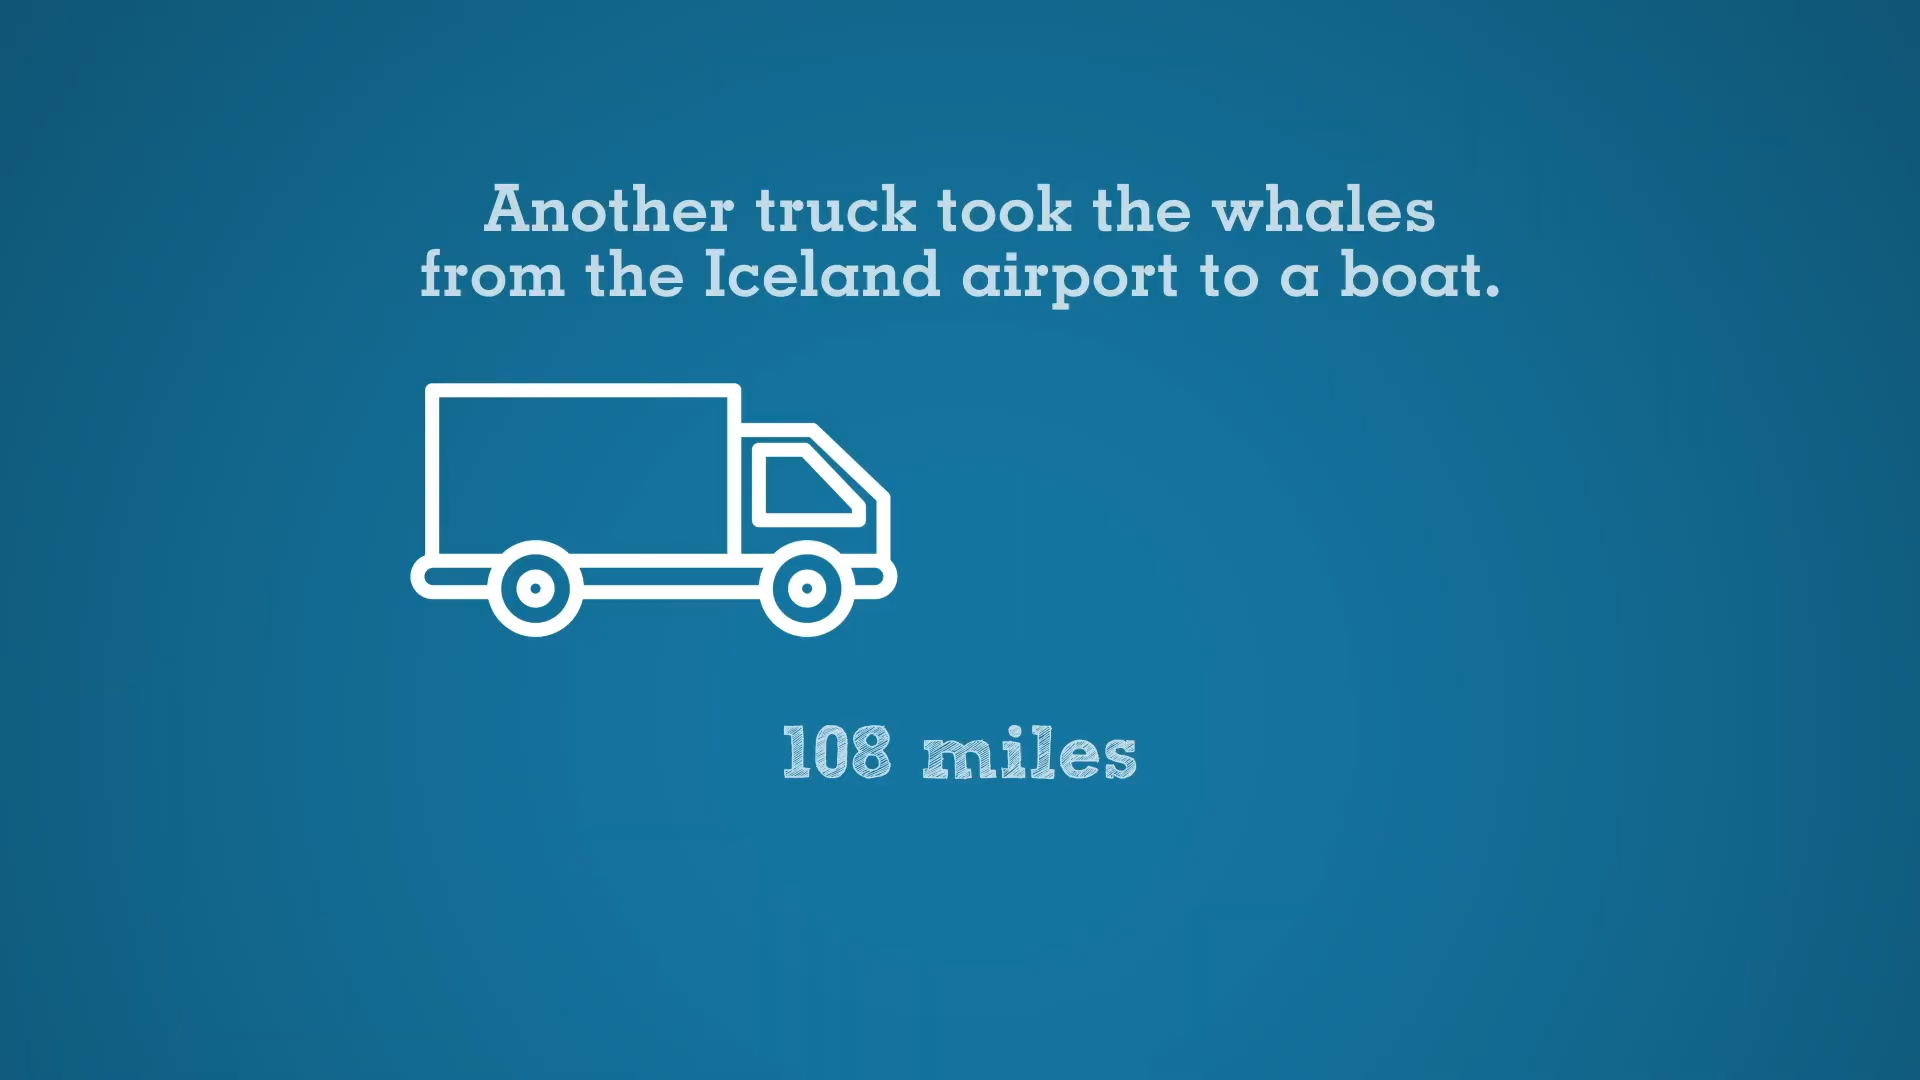 Another truck took the whales
from the Iceland airport to a boat.
108 miles